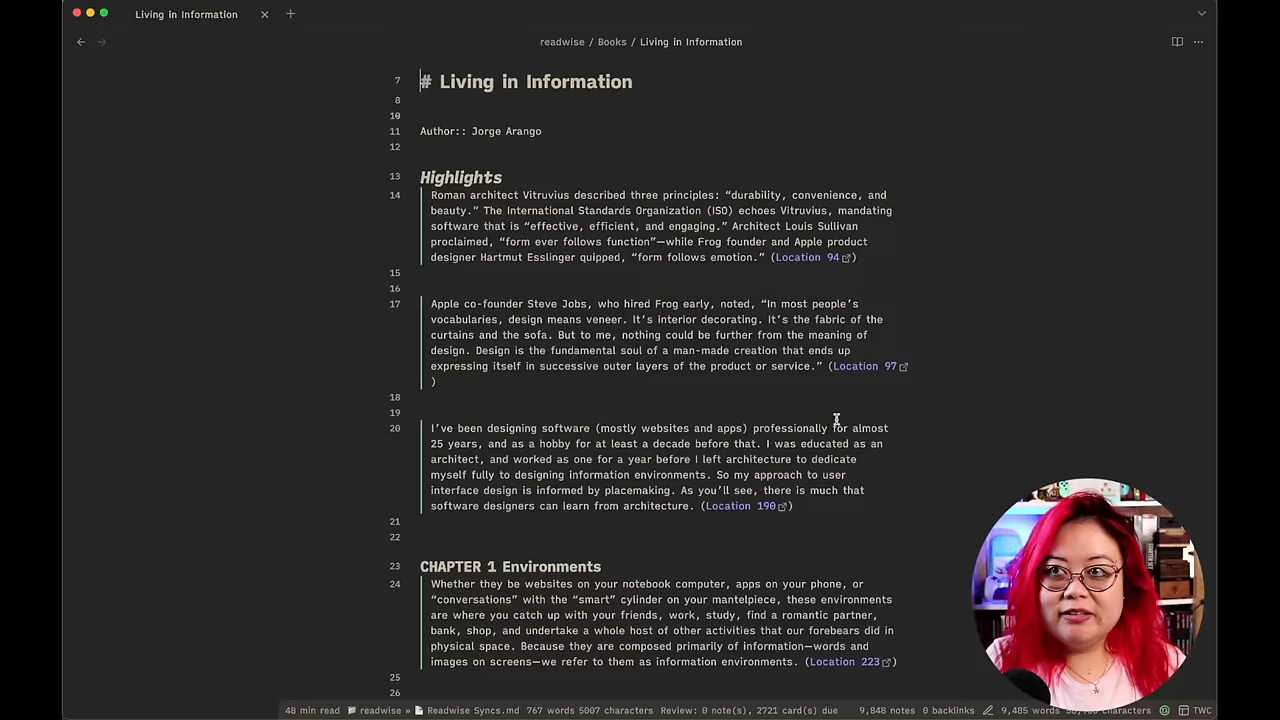 Living in Information
readwise / Books / Living in Information
7 # Living in Information
8
10
11 Author:: Jorge Arango
12
13 Highlights
14 Roman architect Vitruvius described three principles: “durability, convenience, and
beauty.” The International Standards Organization (ISO) echoes Vitruvius, mandating
software that is “effective, efficient, and engaging.” Architect Louis Sullivan
proclaimed, “form ever follows function”—while Frog founder and Apple product
designer Hartmut Esslinger quipped, “form follows emotion.” (Location 94)
15
16
17 Apple co-founder Steve Jobs, who hired Frog early, noted, “In most people’s
vocabularies, design means veneer. It’s interior decorating. It’s the fabric of the
curtains and the sofa. But to me, nothing could be further from the meaning of
design. Design is the fundamental soul of a man-made creation that ends up
expressing itself in successive outer layers of the product or service.” (Location 97
)
18
19
20 I’ve been designing software (mostly websites and apps) professionally for almost
25 years, and as a hobby for at least a decade before that. I was educated as an
architect, and worked as one for a year before I left architecture to dedicate
myself fully to designing information environments. So my approach to user
interface design is informed by placemaking. As you’ll see, there is much that
software designers can learn from architecture. (Location 190)
21
22
23 CHAPTER 1 Environments
24 Whether they be websites on your notebook computer, apps on your phone, or
“conversations” with the “smart” cylinder on your mantelpiece, these environments
are where you catch up with your friends, work, study, find a romantic partner,
bank, shop, and undertake a whole host of other activities that our forebears did in
physical space. Because they are composed primarily of information—words and
images on screens—we refer to them as information environments. (Location 223)
25
26
48 min read readwise » Readwise Syncs.md 767 words 5007 characters Review: 0 note(s), 2721 card(s) due 9,848 notes 0 backlinks 9,485 words characters TWC